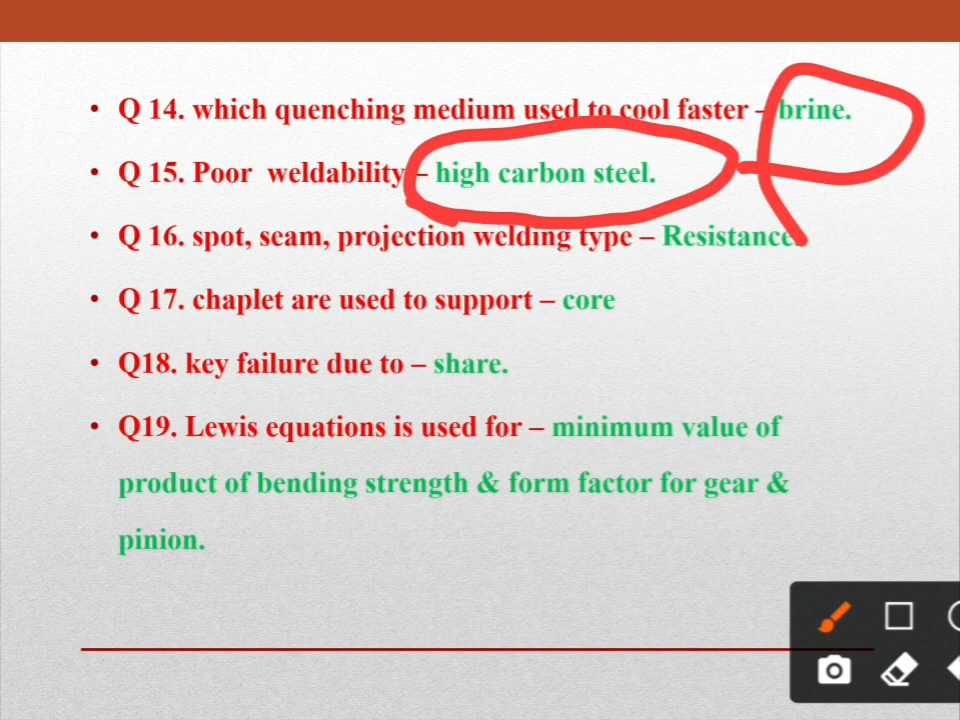 • Q 14. which quenching medium used to cool faster – brine.
• Q 15. Poor weldability – high carbon steel.
• Q 16. spot, seam, projection welding type – Resistance.
• Q 17. chaplet are used to support – core
• Q18. key failure due to – share.
• Q19. Lewis equations is used for – minimum value of
product of bending strength & form factor for gear &
pinion.